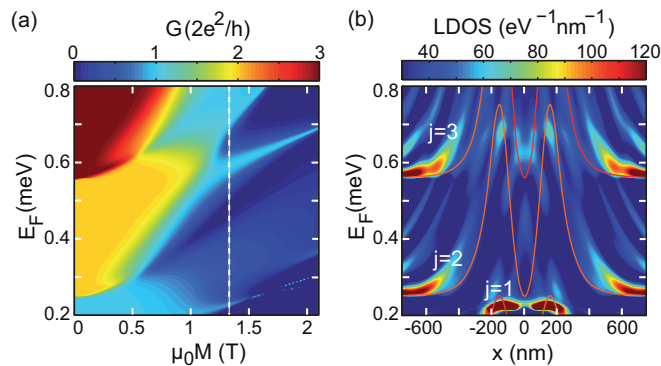 (a)
G(2e²/h)
0 1 2 3
0.8
0.6
0.4
0.2
E_F(meV)
0 0.5 1 1.5 2
μ₀M (T)
(b)
LDOS (eV⁻¹nm⁻¹)
40 60 80 100 120
0.8
0.6
0.4
0.2
E_F(meV)
j=3
j=2
j=1
-600 -400 -200 0 200 400 600
x (nm)